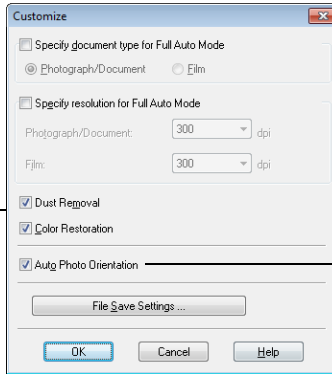 Customize
Specify document type for Full Auto Mode
Photograph/Document Film
Specify resolution for Full Auto Mode
Photograph/Document: 300 dpi
Film: 300 dpi
Dust Removal
Color Restoration
Auto Photo Orientation
File Save Settings ...
OK Cancel Help